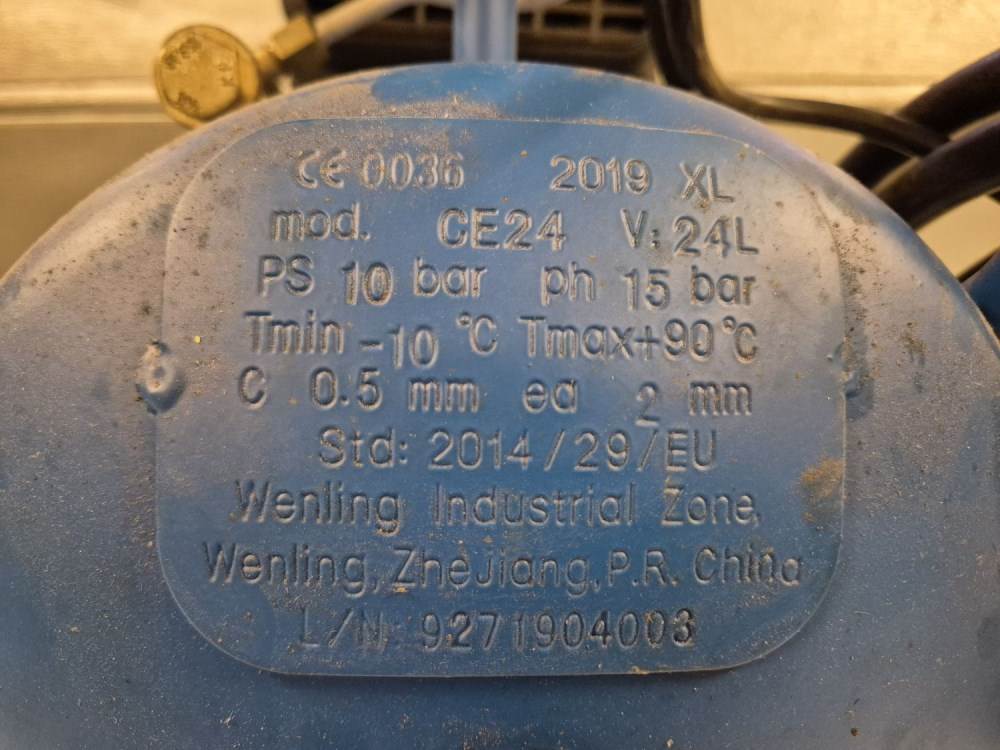 CE 0036 2019 XL
mod. CE24 V: 24L
PS 10 bar ph 15 bar
Tmin -10 °C Tmax+90°C
C 0.5 mm ea 2 mm
Std: 2014/29/EU
Wenling Industrial Zone,
Wenling, ZheJiang, P.R. China
L/N: 9271904003